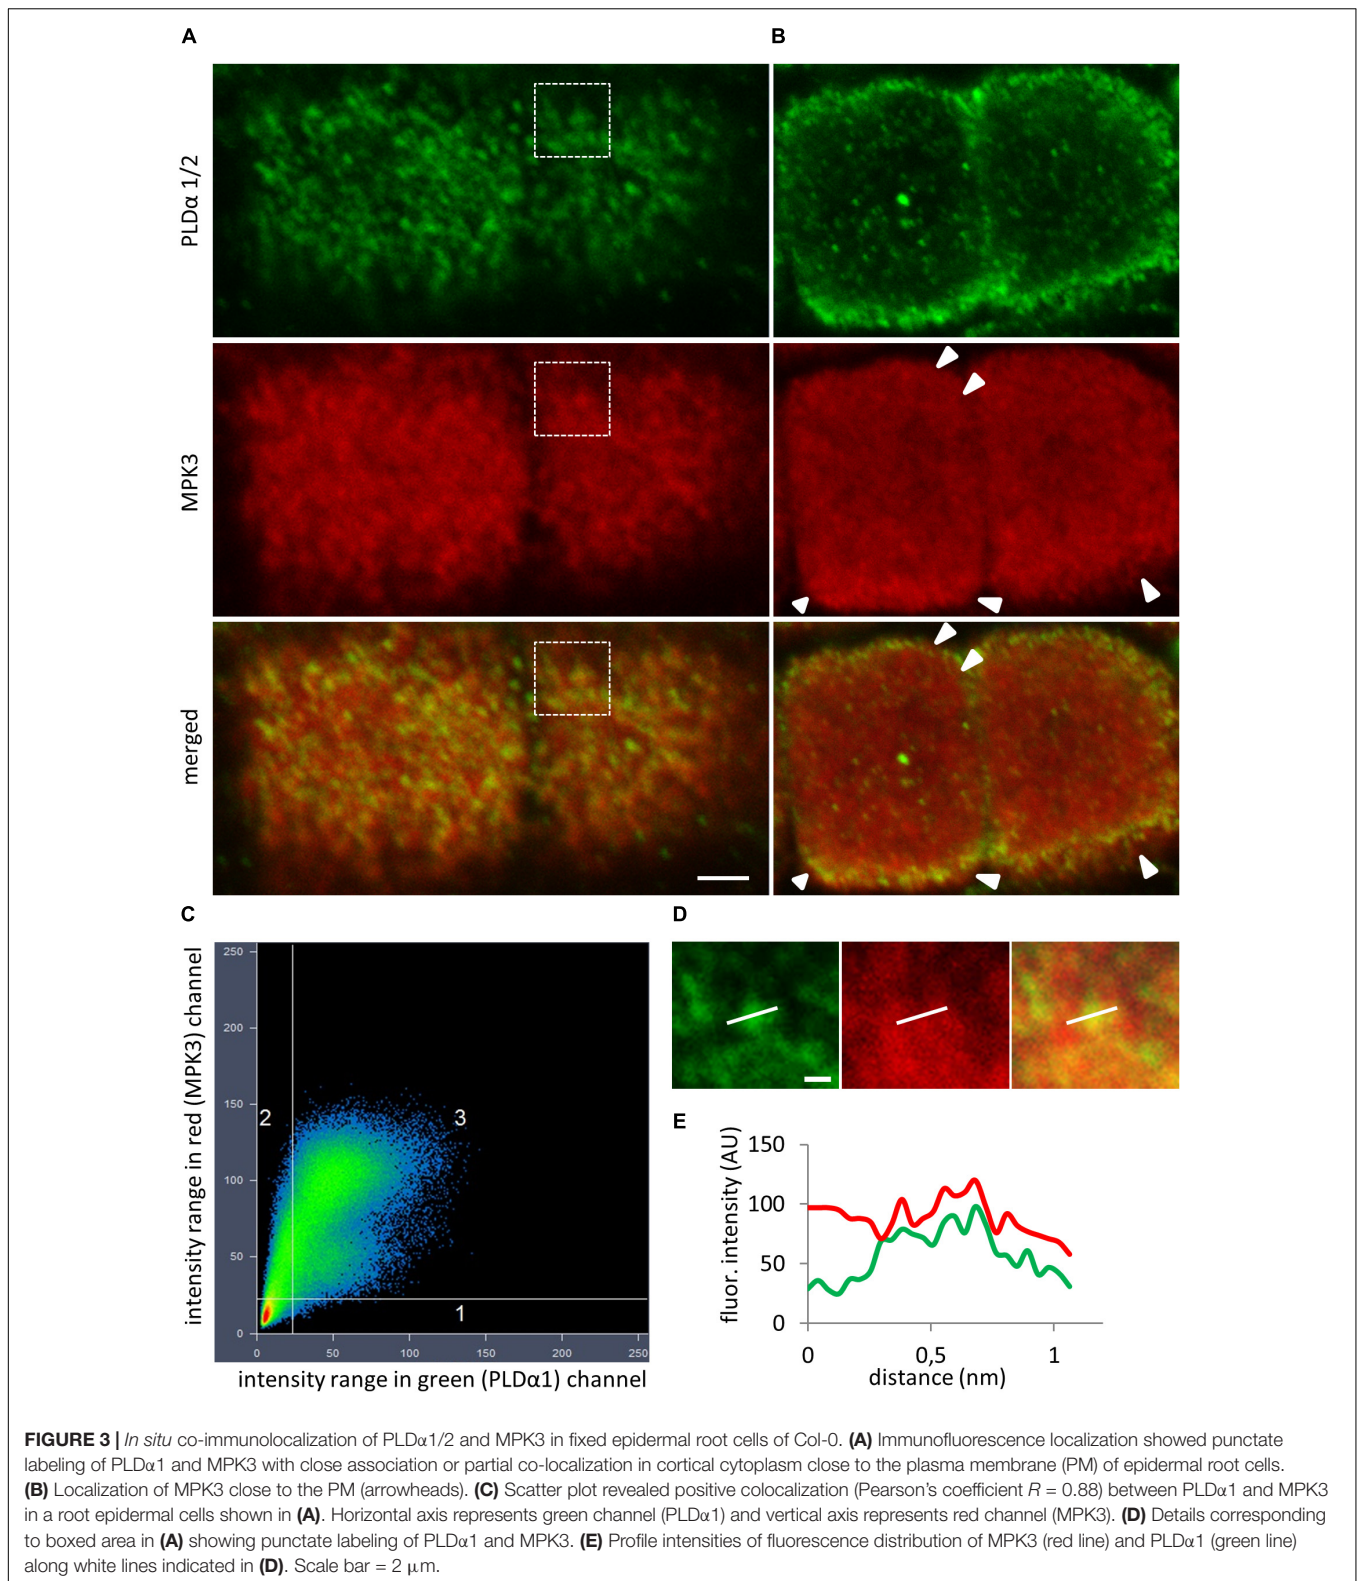 A
B
PLDα 1/2
MPK3
merged
C
D
intensity range in red (MPK3) channel
250
200
150
100
50
0
2
3
1
0
50
100
150
200
250
intensity range in green (PLDα1) channel
E
fluor. intensity (AU)
150
100
50
0
0
0,5
1
distance (nm)
FIGURE 3 | In situ co-immunolocalization of PLDα1/2 and MPK3 in fixed epidermal root cells of Col-0. (A) Immunofluorescence localization showed punctate
labeling of PLDα1 and MPK3 with close association or partial co-localization in cortical cytoplasm close to the plasma membrane (PM) of epidermal root cells.
(B) Localization of MPK3 close to the PM (arrowheads). (C) Scatter plot revealed positive colocalization (Pearson's coefficient R = 0.88) between PLDα1 and MPK3
in a root epidermal cells shown in (A). Horizontal axis represents green channel (PLDα1) and vertical axis represents red channel (MPK3). (D) Details corresponding
to boxed area in (A) showing punctate labeling of PLDα1 and MPK3. (E) Profile intensities of fluorescence distribution of MPK3 (red line) and PLDα1 (green line)
along white lines indicated in (D). Scale bar = 2 μm.